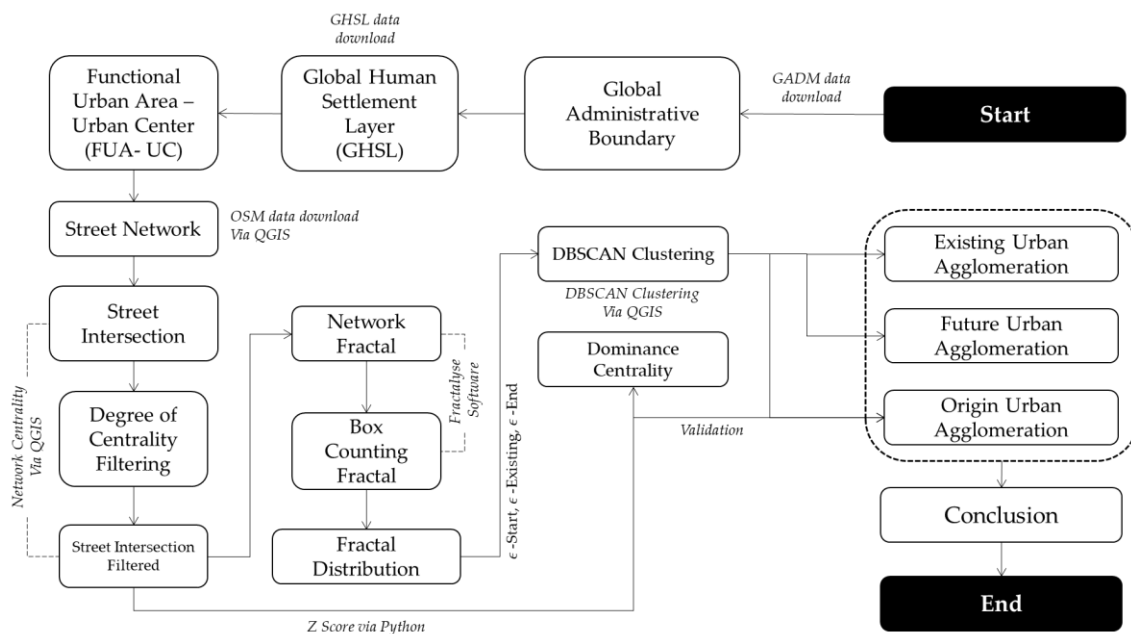 GHSL data
download
Functional
Urban Area –
Urban Center
(FUA- UC)
Global Human
Settlement
Layer
(GHSL)
Global
Administrative
Boundary
GADM data
download
Start
Street Network
OSM data download
Via QGIS
Street
Intersection
Network Centrality
Via QGIS
Degree of
Centrality
Filtering
Street Intersection
Filtered
Network
Fractal
Fractalyse
Software
Box
Counting
Fractal
Fractal
Distribution
ϵ -Start, ϵ -Existing, ϵ -End
DBSCAN Clustering
DBSCAN Clustering
Via QGIS
Dominance
Centrality
Validation
Z Score via Python
Existing Urban
Agglomeration
Future Urban
Agglomeration
Origin Urban
Agglomeration
Conclusion
End